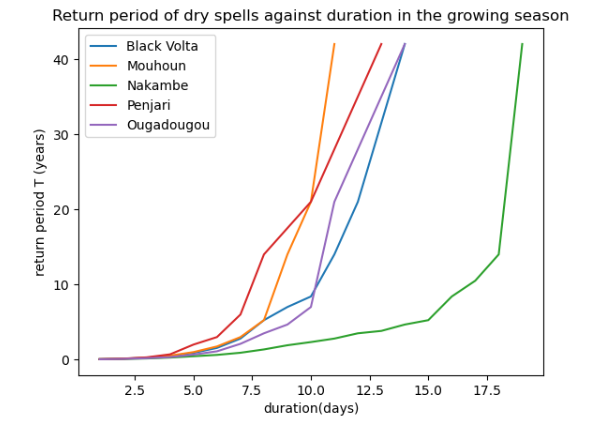 Return period of dry spells against duration in the growing season
Black Volta
Mouhoun
Nakambe
Penjari
Ougadougou
return period T (years)
40
30
20
10
0
2.5 5.0 7.5 10.0 12.5 15.0 17.5
duration(days)